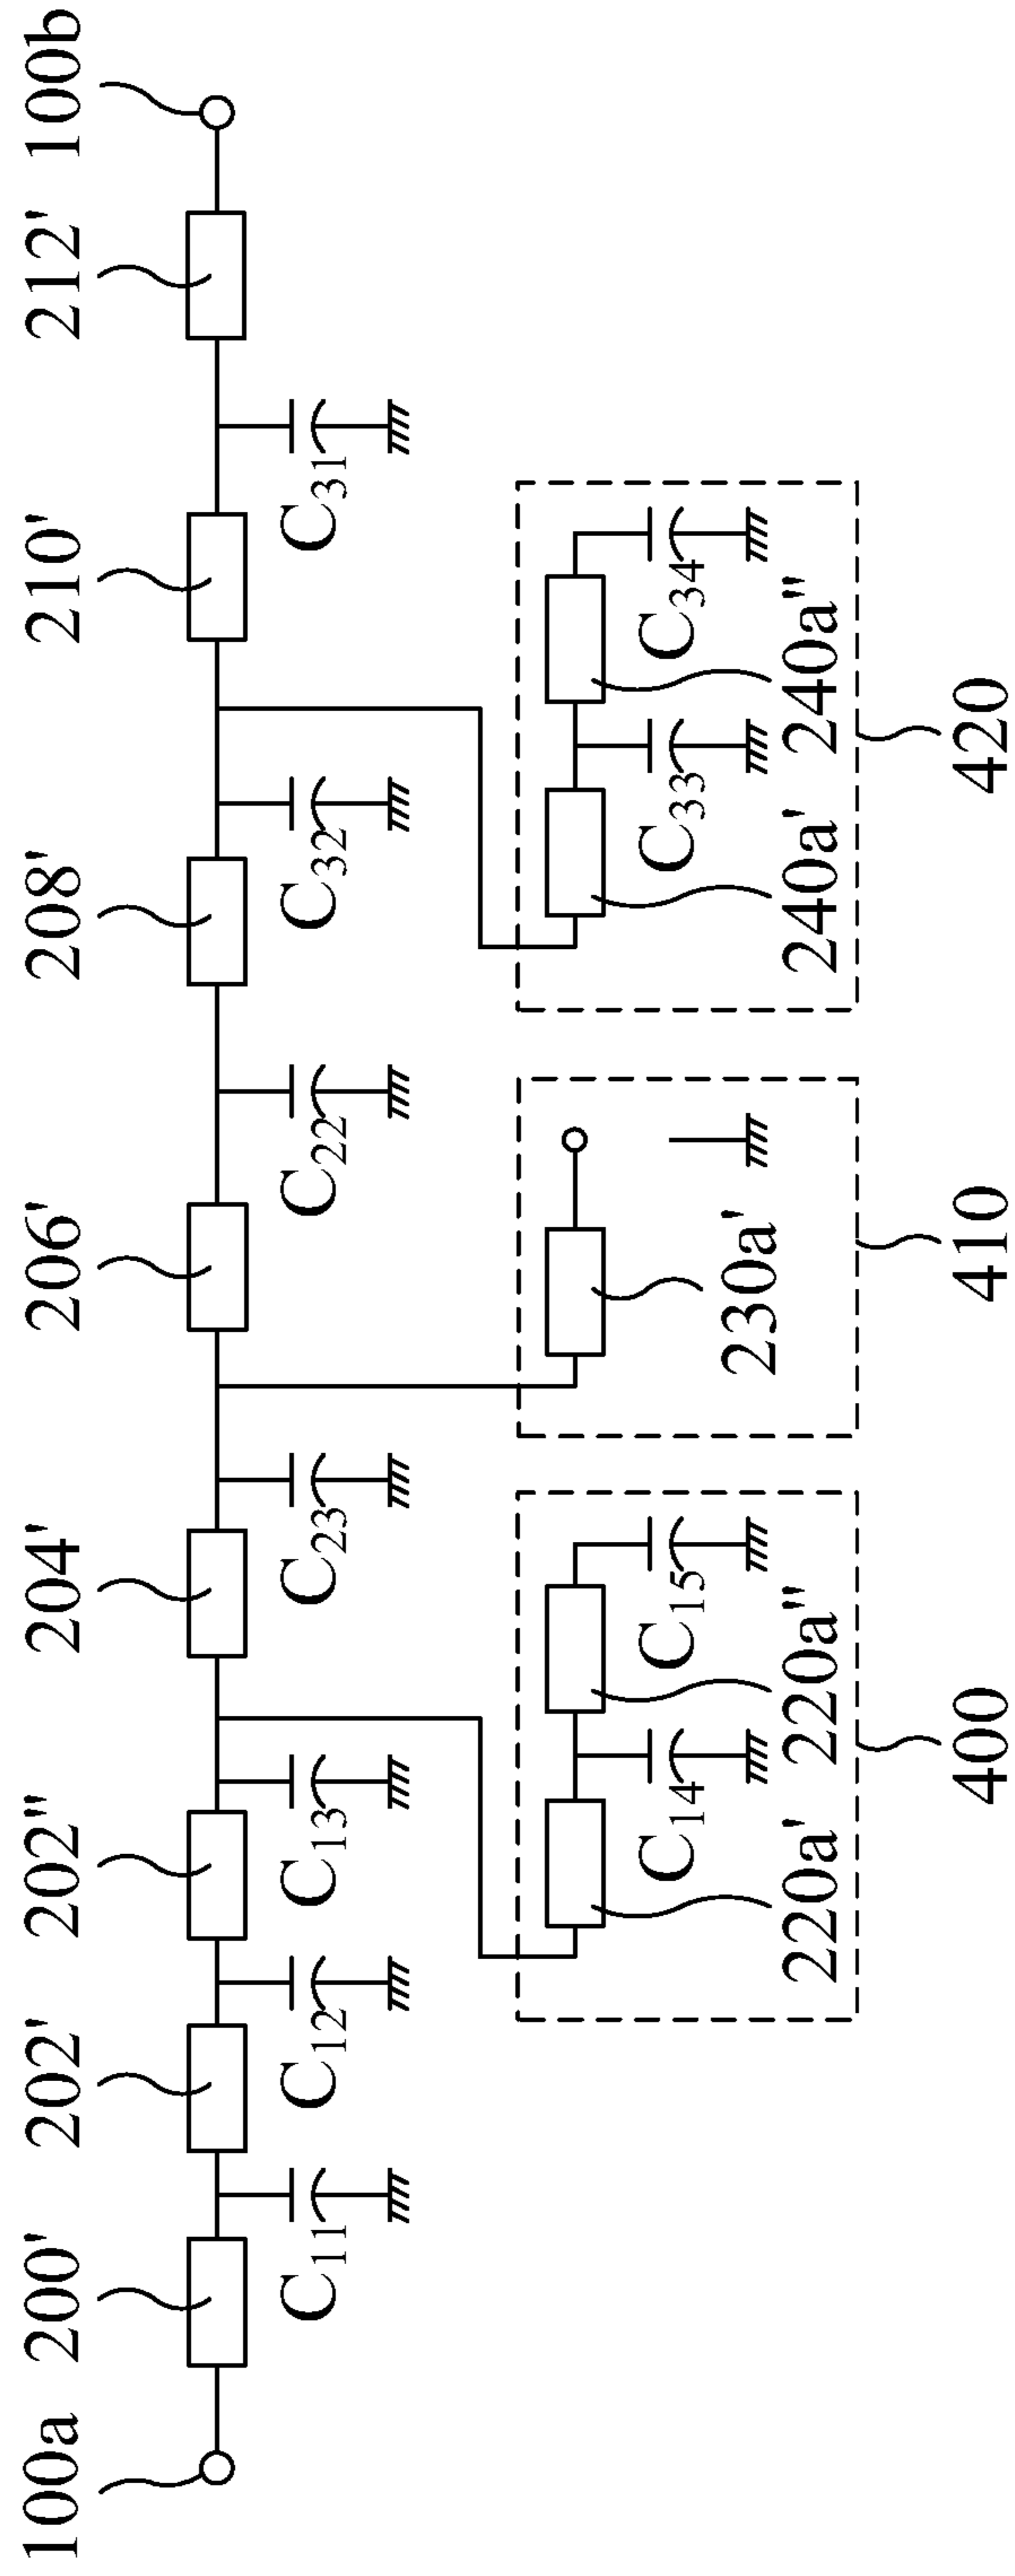 100a 200' 202' 202" 204' 206' 208' 210' 212' 100b
C11 C12 C13 C23 C22 C32 C31
C14 C15 C33 C34
220a' 220a" 230a' 240a' 240a"
400 410 420